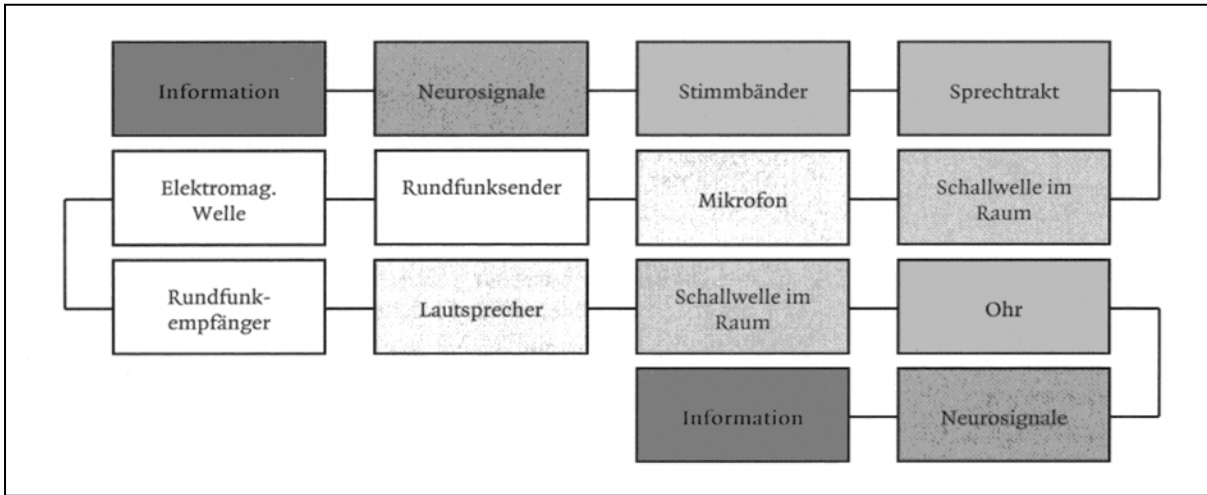 Information
Neurosignale
Stimmbänder
Sprechtrakt
Elektromag.
Welle
Rundfunksender
Mikrofon
Schallwelle im
Raum
Rundfunk-
empfänger
Lautsprecher
Schallwelle im
Raum
Ohr
Information
Neurosignale